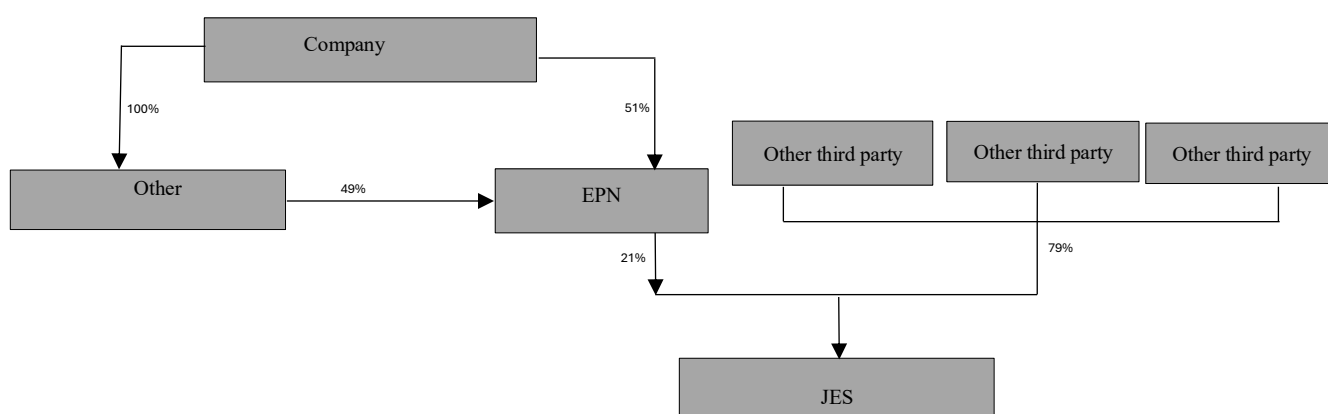 Company
100%
51%
Other third party
Other third party
Other third party
Other
49%
EPN
21%
79%
JES